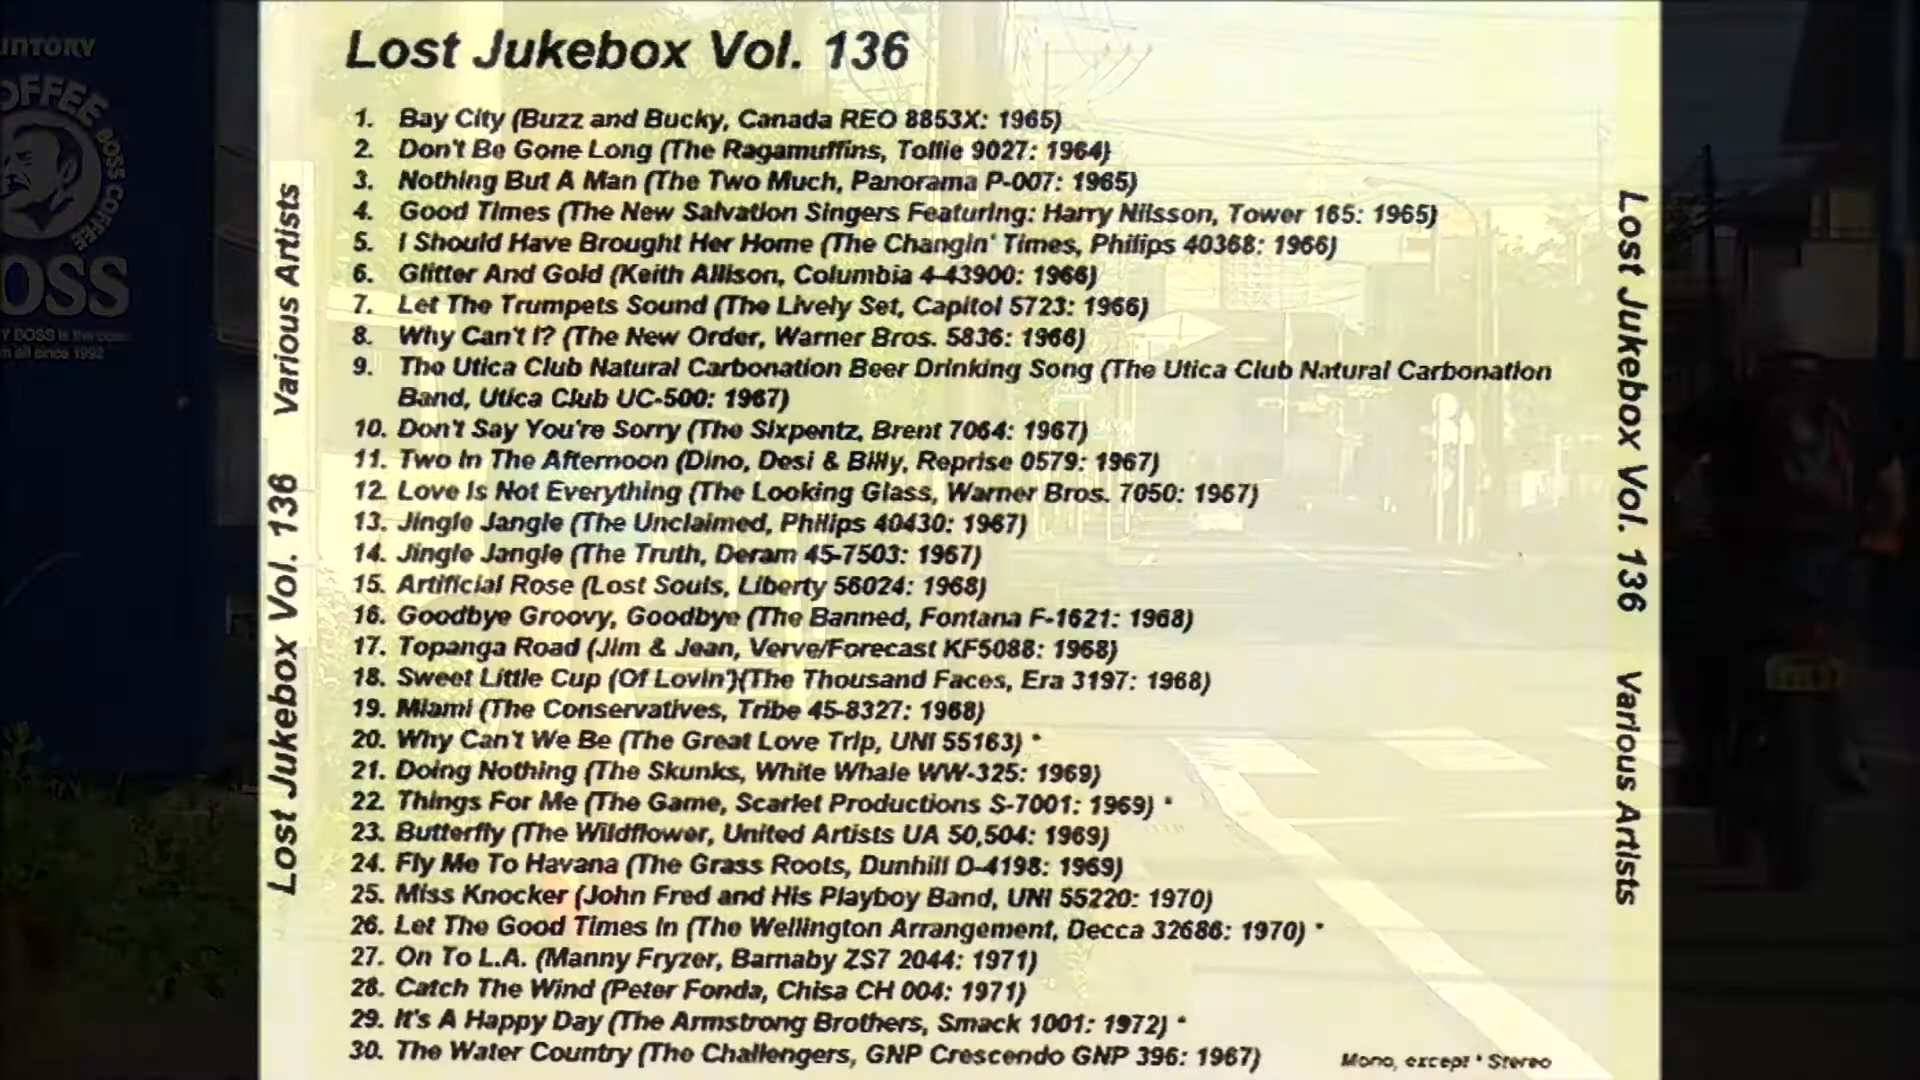 Lost Jukebox Vol. 136
1. Bay City (Buzz and Bucky, Canada REO 8853X: 1965)
2. Don't Be Gone Long (The Ragamuffins, Tollie 9027: 1964)
3. Nothing But A Man (The Two Much, Panorama P-007: 1965)
4. Good Times (The New Salvation Singers Featuring: Harry Nilsson, Tower 165: 1965)
5. I Should Have Brought Her Home (The Changin' Times, Philips 40368: 1966)
6. Glitter And Gold (Keith Allison, Columbia 4-43900: 1966)
7. Let The Trumpets Sound (The Lively Set, Capitol 5723: 1966)
8. Why Can't I? (The New Order, Warner Bros. 5836: 1966)
9. The Utica Club Natural Carbonation Beer Drinking Song (The Utica Club Natural Carbonation
Band, Utica Club UC-500: 1967)
10. Don't Say You're Sorry (The Sixpentz, Brent 7064: 1967)
11. Two In The Afternoon (Dino, Desi & Billy, Reprise 0579: 1967)
12. Love Is Not Everything (The Looking Glass, Warner Bros. 7050: 1967)
13. Jingle Jangle (The Unclaimed, Philips 40430: 1967)
14. Jingle Jangle (The Truth, Deram 45-7503: 1967)
15. Artificial Rose (Lost Souls, Liberty 56024: 1968)
16. Goodbye Groovy, Goodbye (The Banned, Fontana F-1621: 1968)
17. Topanga Road (Jim & Jean, Verve/Forecast KF5088: 1968)
18. Sweet Little Cup (Of Lovin')(The Thousand Faces, Era 3197: 1968)
19. Miami (The Conservatives, Tribe 45-8327: 1968)
20. Why Can't We Be (The Great Love Trip, UNI 55163) *
21. Doing Nothing (The Skunks, White Whale WW-325: 1969)
22. Things For Me (The Game, Scarlet Productions S-7001: 1969) *
23. Butterfly (The Wildflower, United Artists UA 50,504: 1969)
24. Fly Me To Havana (The Grass Roots, Dunhill D-4198: 1969)
25. Miss Knocker (John Fred and His Playboy Band, UNI 55220: 1970)
26. Let The Good Times In (The Wellington Arrangement, Decca 32686: 1970) *
27. On To L.A. (Manny Fryzer, Barnaby ZS7 2044: 1971)
28. Catch The Wind (Peter Fonda, Chisa CH 004: 1971)
29. It's A Happy Day (The Armstrong Brothers, Smack 1001: 1972) *
30. The Water Country (The Challengers, GNP Crescendo GNP 396: 1967)
Mono, except * Stereo
Lost Jukebox Vol. 136 Various Artists
Lost Jukebox Vol. 136 Various Artists
UNTORY
OFFEE
BOSS COFFEE
OSS
Y BOSS is the
m all since 1992